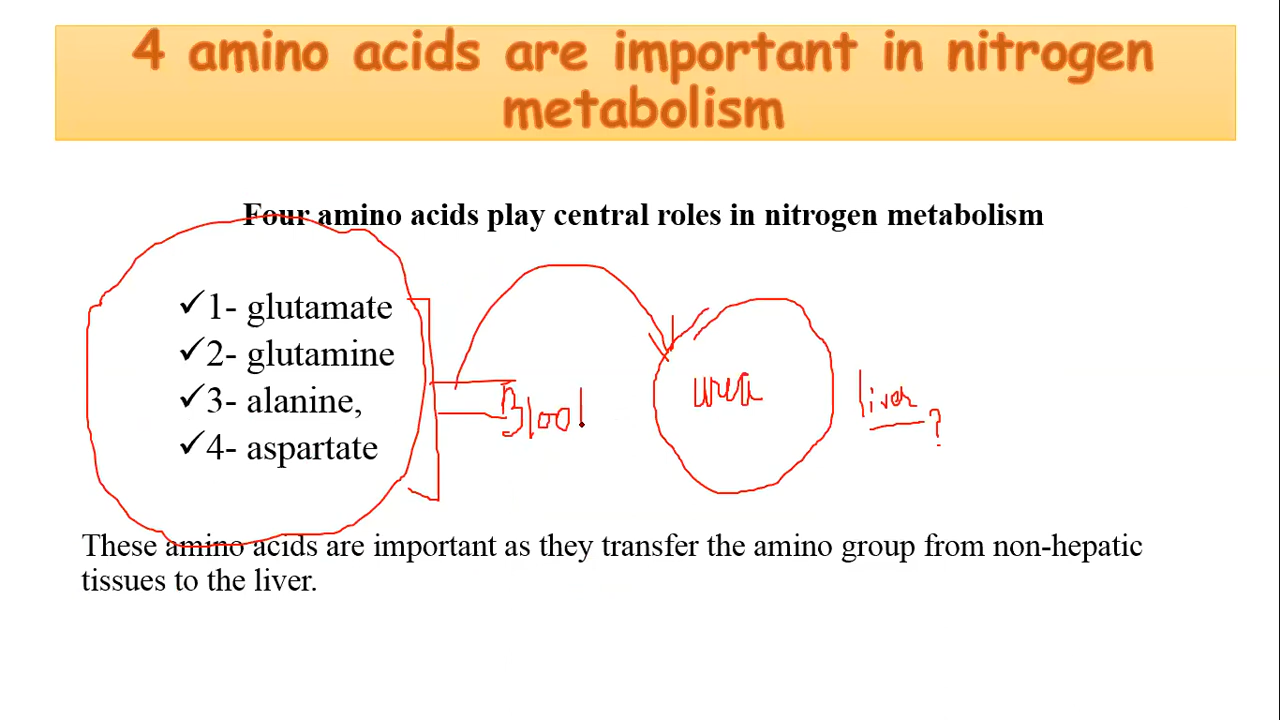 4 amino acids are important in nitrogen
metabolism
Four amino acids play central roles in nitrogen metabolism
✓1- glutamate
✓2- glutamine
✓3- alanine,
✓4- aspartate
Blood
urea
liver
?
These amino acids are important as they transfer the amino group from non-hepatic
tissues to the liver.